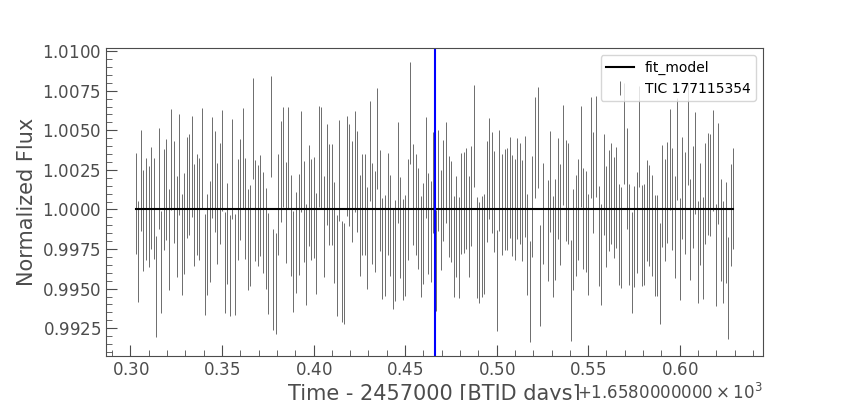 1.0100
1.0075
1.0050
1.0025
1.0000
0.9975
0.9950
0.9925
Normalized Flux
fit_model
TIC 177115354
0.30 0.35 0.40 0.45 0.50 0.55 0.60
Time - 2457000 [BTJD days]
+1.6580000000 × 10³